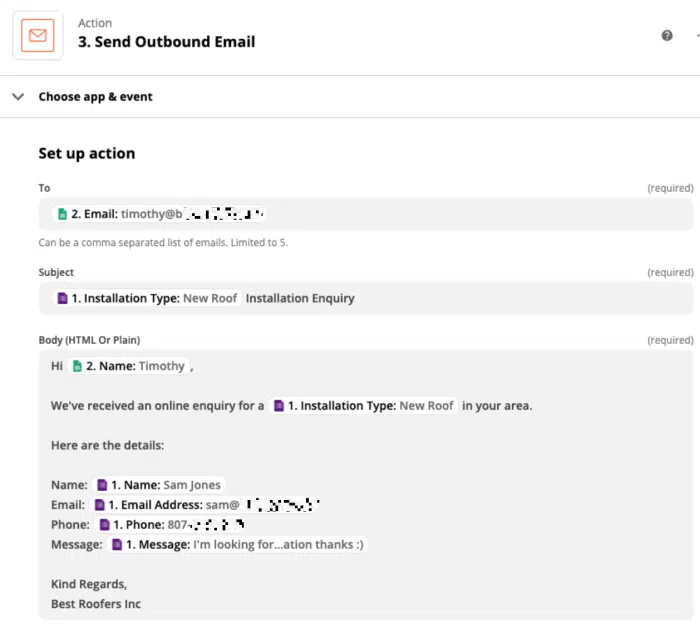 Action
3. Send Outbound Email
Choose app & event
Set up action
To (required)
2. Email: timothy@b
Can be a comma separated list of emails. Limited to 5.
Subject (required)
1. Installation Type: New Roof Installation Enquiry
Body (HTML Or Plain) (required)
Hi 2. Name: Timothy ,
We've received an online enquiry for a 1. Installation Type: New Roof in your area.
Here are the details:
Name: 1. Name: Sam Jones
Email: 1. Email Address: sam@
Phone: 1. Phone: 807-
Message: 1. Message: I'm looking for...ation thanks :)
Kind Regards,
Best Roofers Inc